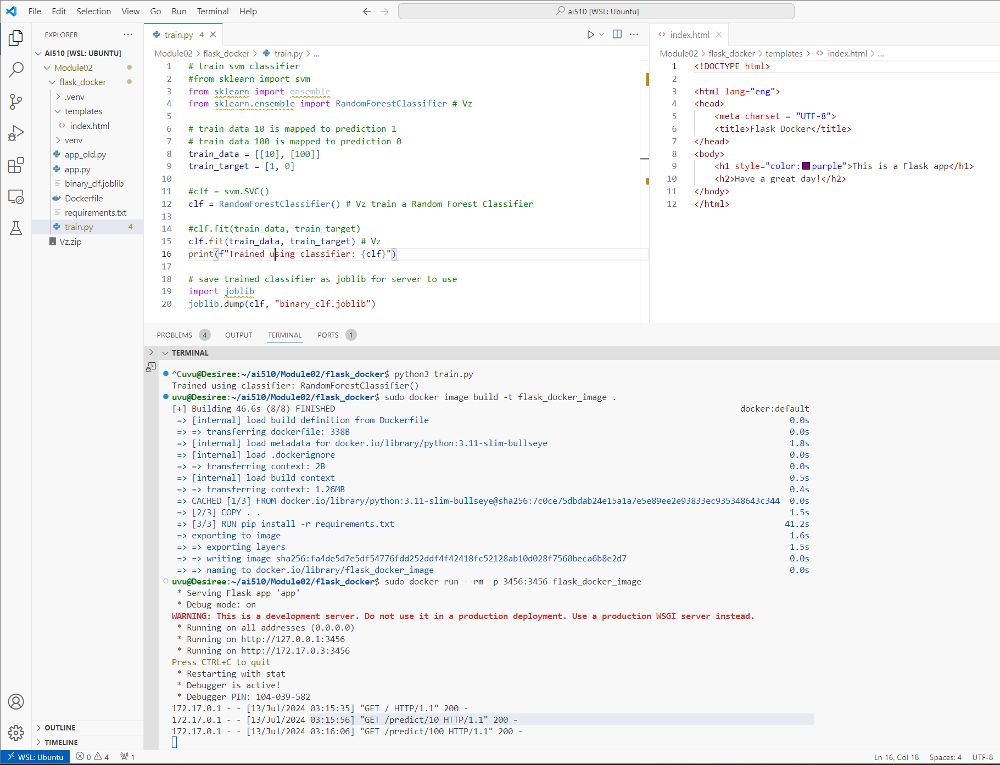 File Edit Selection View Go Run Terminal Help
ai510 [WSL: Ubuntu]
EXPLORER
AI510 [WSL: UBUNTU]
Module02
flask_docker
.venv
templates
index.html
venv
app_old.py
app.py
binary_clf.joblib
Dockerfile
requirements.txt
train.py 4
Vz.zip
OUTLINE
TIMELINE
train.py 4
Module02 > flask_docker > train.py > ...
1 # train svm classifier
2 #from sklearn import svm
3 from sklearn import ensemble
4 from sklearn.ensemble import RandomForestClassifier # Vz
5
6 # train data 10 is mapped to prediction 1
7 # train data 100 is mapped to prediction 0
8 train_data = [[10], [100]]
9 train_target = [1, 0]
10
11 #clf = svm.SVC()
12 clf = RandomForestClassifier() # Vz train a Random Forest Classifier
13
14 #clf.fit(train_data, train_target)
15 clf.fit(train_data, train_target) # Vz
16 print(f"Trained using classifier: {clf}")
17
18 # save trained classifier as joblib for server to use
19 import joblib
20 joblib.dump(clf, "binary_clf.joblib")
index.html
Module02 > flask_docker > templates > index.html > ...
1 <!DOCTYPE html>
2
3 <html lang="eng">
4 <head>
5 <meta charset = "UTF-8">
6 <title>Flask Docker</title>
7 </head>
8 <body>
9 <h1 style="color:purple">This is a Flask app</h1>
10 <h2>Have a great day!</h2>
11 </body>
12 </html>
PROBLEMS 4 OUTPUT TERMINAL PORTS 1
TERMINAL
^Cuvu@Desiree:~/ai510/Module02/flask_docker$ python3 train.py
Trained using classifier: RandomForestClassifier()
uvu@Desiree:~/ai510/Module02/flask_docker$ sudo docker image build -t flask_docker_image .
[+] Building 46.6s (8/8) FINISHED docker:default
=> [internal] load build definition from Dockerfile 0.0s
=> => transferring dockerfile: 338B 0.0s
=> [internal] load metadata for docker.io/library/python:3.11-slim-bullseye 1.8s
=> [internal] load .dockerignore 0.0s
=> => transferring context: 2B 0.0s
=> [internal] load build context 0.5s
=> => transferring context: 1.26MB 0.4s
=> CACHED [1/3] FROM docker.io/library/python:3.11-slim-bullseye@sha256:7c0ce75dbdab24e15a1a7e5e89ee2e93833ec935348643c344 0.0s
=> [2/3] COPY . . 1.5s
=> [3/3] RUN pip install -r requirements.txt 41.2s
=> exporting to image 1.6s
=> => exporting layers 1.5s
=> => writing image sha256:fa4de5d7e5df54776fdd252ddf4f42418fc52128ab10d028f7560beca6b8e2d7 0.0s
=> => naming to docker.io/library/flask_docker_image 0.0s
uvu@Desiree:~/ai510/Module02/flask_docker$ sudo docker run --rm -p 3456:3456 flask_docker_image
* Serving Flask app 'app'
* Debug mode: on
WARNING: This is a development server. Do not use it in a production deployment. Use a production WSGI server instead.
* Running on all addresses (0.0.0.0)
* Running on http://127.0.0.1:3456
* Running on http://172.17.0.3:3456
Press CTRL+C to quit
* Restarting with stat
* Debugger is active!
* Debugger PIN: 104-039-582
172.17.0.1 - - [13/Jul/2024 03:15:35] "GET / HTTP/1.1" 200 -
172.17.0.1 - - [13/Jul/2024 03:15:56] "GET /predict/10 HTTP/1.1" 200 -
172.17.0.1 - - [13/Jul/2024 03:16:06] "GET /predict/100 HTTP/1.1" 200 -
WSL: Ubuntu 0 4 1 Ln 16, Col 18 Spaces: 4 UTF-8